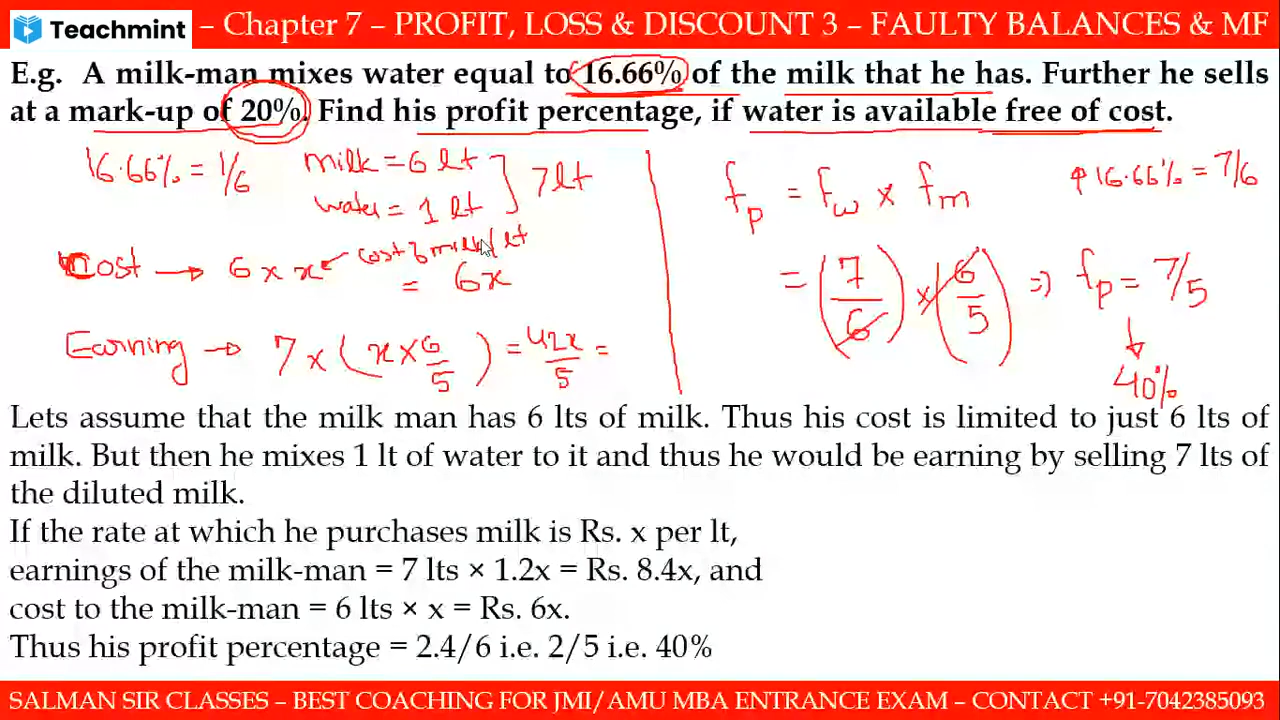 Teachmint – Chapter 7 – PROFIT, LOSS & DISCOUNT 3 – FAULTY BALANCES & MF
E.g. A milk-man mixes water equal to 16.66% of the milk that he has. Further he sells
at a mark-up of 20%. Find his profit percentage, if water is available free of cost.
16.66% = 1/6
milk = 6 lt
water = 1 lt
7 lt
Cost → 6 × x
cost of milk/lt
= 6x
Earning → 7 × (x × 6/5) = 42x/5 =
fp = fw × fm
↑16.66% = 7/6
= (7/6) × (6/5) ⇒ fp = 7/5
↓
40%
Lets assume that the milk man has 6 lts of milk. Thus his cost is limited to just 6 lts of
milk. But then he mixes 1 lt of water to it and thus he would be earning by selling 7 lts of
the diluted milk.
If the rate at which he purchases milk is Rs. x per lt,
earnings of the milk-man = 7 lts × 1.2x = Rs. 8.4x, and
cost to the milk-man = 6 lts × x = Rs. 6x.
Thus his profit percentage = 2.4/6 i.e. 2/5 i.e. 40%
SALMAN SIR CLASSES – BEST COACHING FOR JMI/AMU MBA ENTRANCE EXAM – CONTACT +91-7042385093